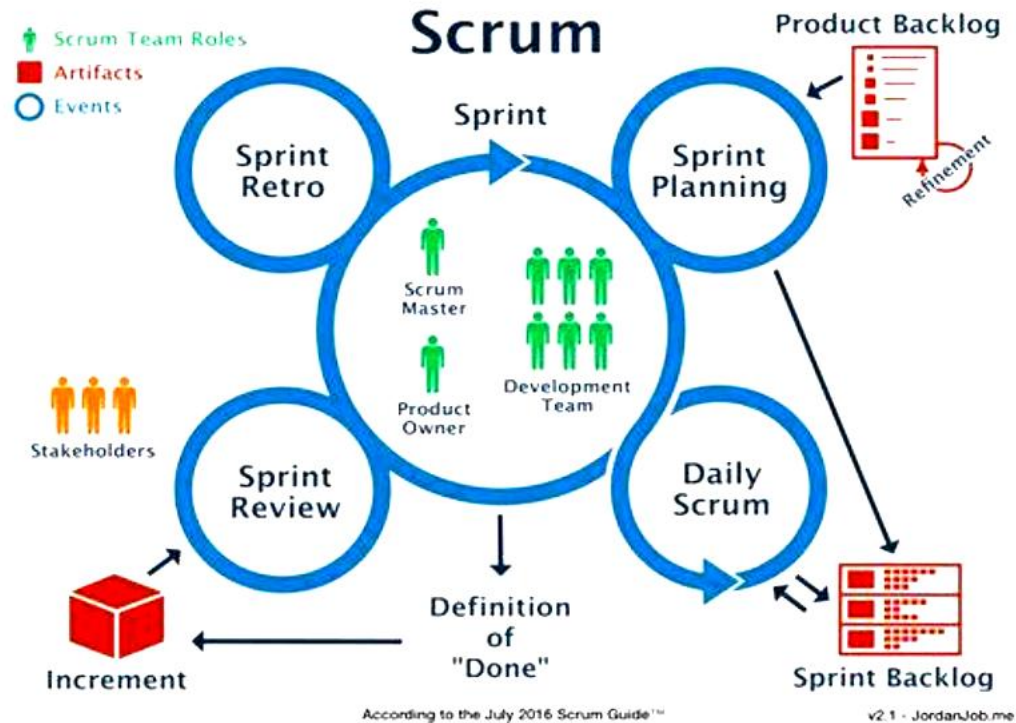 Scrum
Scrum Team Roles
Artifacts
Events
Product Backlog
Refinement
Sprint
Sprint
Retro
Sprint
Planning
Scrum
Master
Product
Owner
Development
Team
Stakeholders
Sprint
Review
Daily
Scrum
Definition
of
"Done"
Increment
Sprint Backlog
According to the July 2016 Scrum Guide™
v2.1 - JordanJob.me